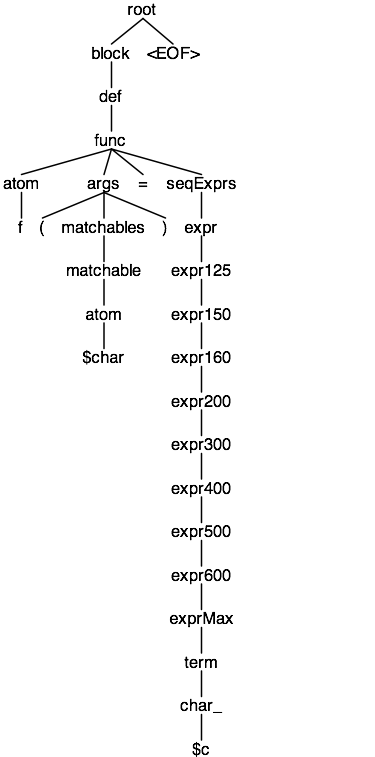 root
block <EOF>
def
func
atom args = seqExprs
f ( matchables ) expr
matchable expr125
atom expr150
$char expr160
expr200
expr300
expr400
expr500
expr600
exprMax
term
char_
$c